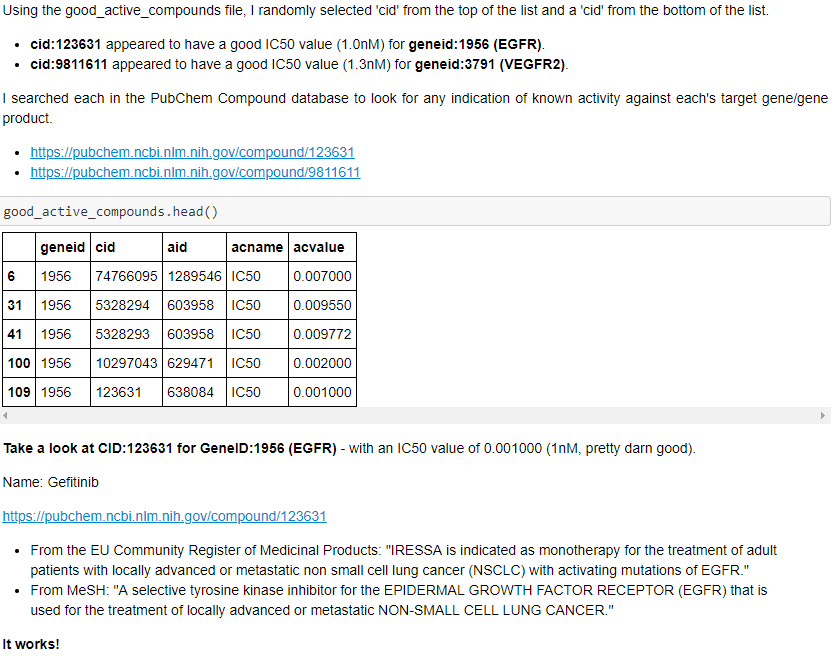 Using the good_active_compounds file, I randomly selected 'cid' from the top of the list and a 'cid' from the bottom of the list.
cid:123631 appeared to have a good IC50 value (1.0nM) for geneid:1956 (EGFR).
cid:9811611 appeared to have a good IC50 value (1.3nM) for geneid:3791 (VEGFR2).
I searched each in the PubChem Compound database to look for any indication of known activity against each's target gene/gene
product.
https://pubchem.ncbi.nlm.nih.gov/compound/123631
https://pubchem.ncbi.nlm.nih.gov/compound/9811611
good_active_compounds.head()
geneid cid aid acname acvalue
6 1956 74766095 1289546 IC50 0.007000
31 1956 5328294 603958 IC50 0.009550
41 1956 5328293 603958 IC50 0.009772
100 1956 10297043 629471 IC50 0.002000
109 1956 123631 638084 IC50 0.001000
Take a look at CID:123631 for GeneID:1956 (EGFR) - with an IC50 value of 0.001000 (1nM, pretty darn good).
Name: Gefitinib
https://pubchem.ncbi.nlm.nih.gov/compound/123631
From the EU Community Register of Medicinal Products: "IRESSA is indicated as monotherapy for the treatment of adult
patients with locally advanced or metastatic non small cell lung cancer (NSCLC) with activating mutations of EGFR."
From MeSH: "A selective tyrosine kinase inhibitor for the EPIDERMAL GROWTH FACTOR RECEPTOR (EGFR) that is
used for the treatment of locally advanced or metastatic NON-SMALL CELL LUNG CANCER."
It works!